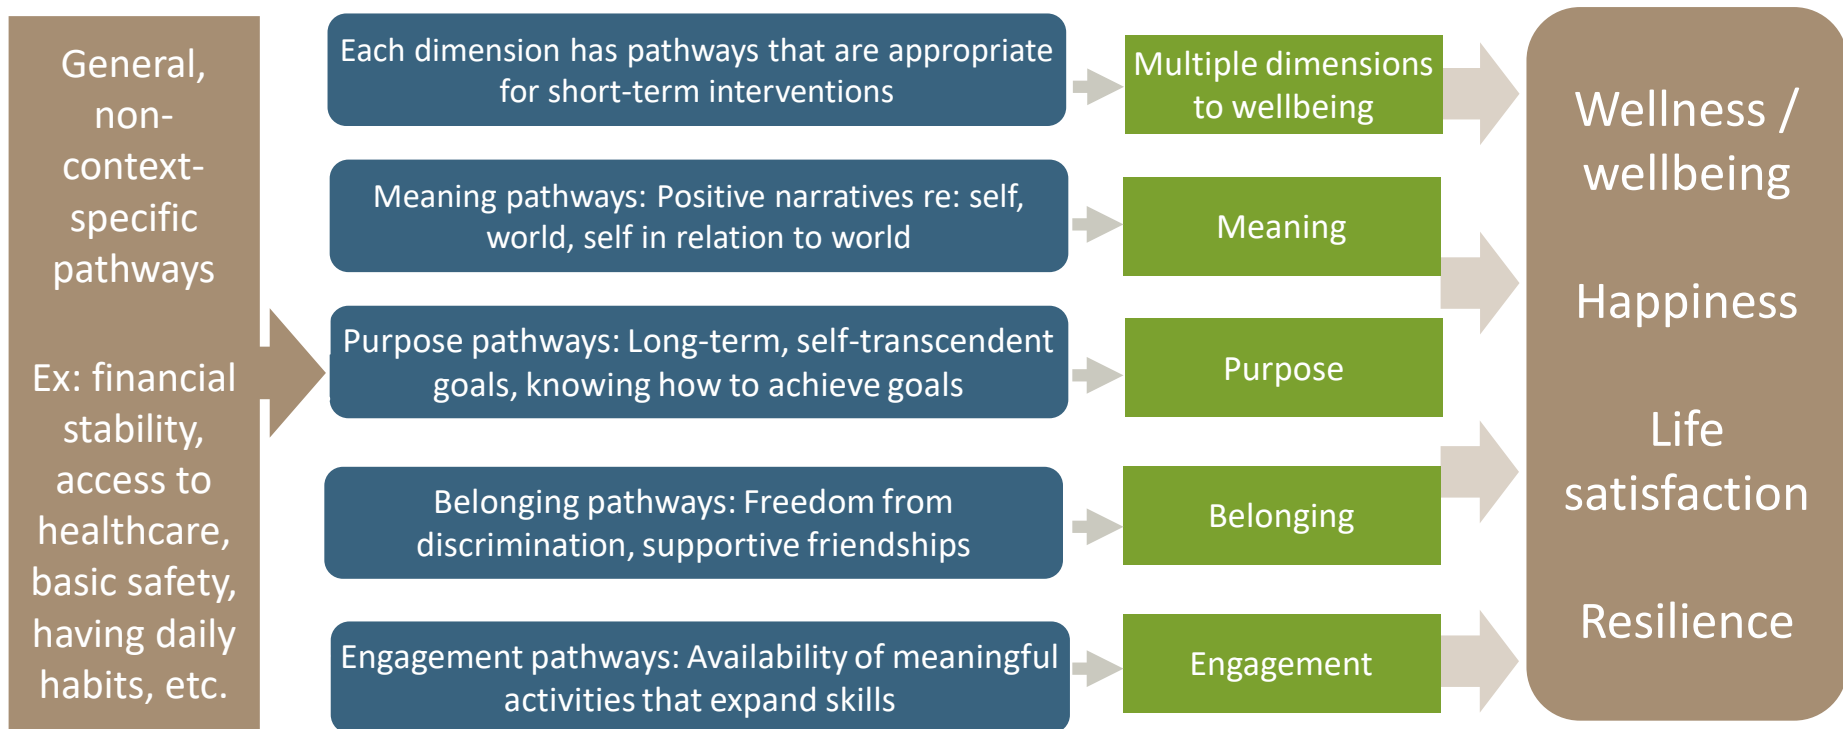 General,
non-
context-
specific
pathways
Ex: financial
stability,
access to
healthcare,
basic safety,
having daily
habits, etc.
Each dimension has pathways that are appropriate
for short-term interventions
Multiple dimensions
to wellbeing
Meaning pathways: Positive narratives re: self,
world, self in relation to world
Meaning
Purpose pathways: Long-term, self-transcendent
goals, knowing how to achieve goals
Purpose
Belonging pathways: Freedom from
discrimination, supportive friendships
Belonging
Engagement pathways: Availability of meaningful
activities that expand skills
Engagement
Wellness /
wellbeing
Happiness
Life
satisfaction
Resilience